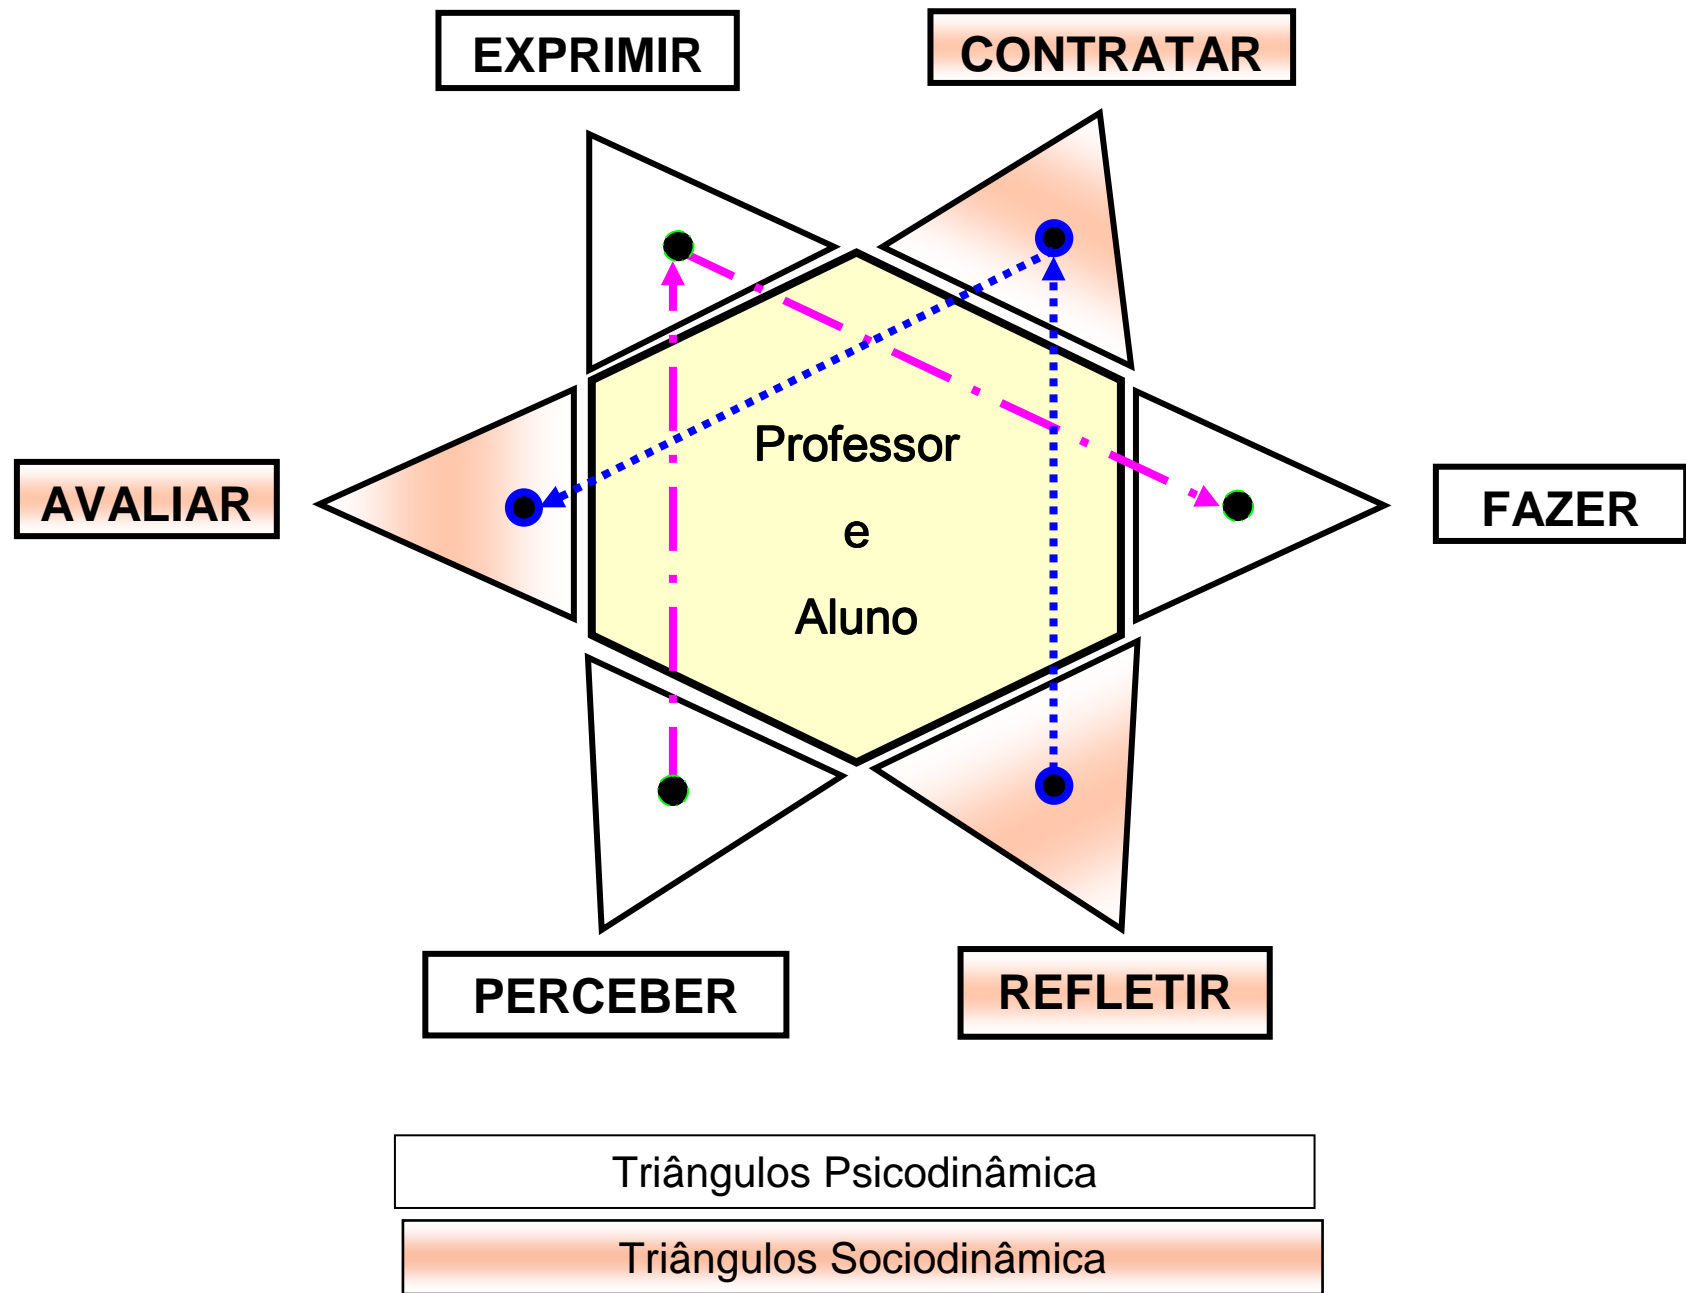 EXPRIMIR
CONTRATAR
Professor
e
Aluno
AVALIAR
FAZER
PERCEBER
REFLETIR
Triângulos Psicodinâmica
Triângulos Sociodinâmica